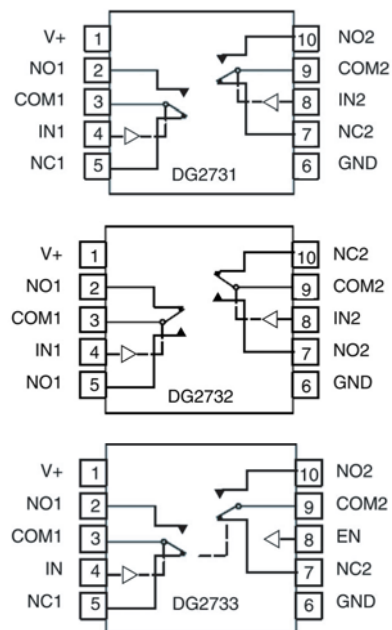 V+ 1 10 NO2
NO1 2 9 COM2
COM1 3 8 IN2
IN1 4 7 NC2
NC1 5 6 GND
DG2731
V+ 1 10 NC2
NO1 2 9 COM2
COM1 3 8 IN2
IN1 4 7 NO2
NO1 5 6 GND
DG2732
V+ 1 10 NO2
NO1 2 9 COM2
COM1 3 8 EN
IN 4 7 NC2
NC1 5 6 GND
DG2733